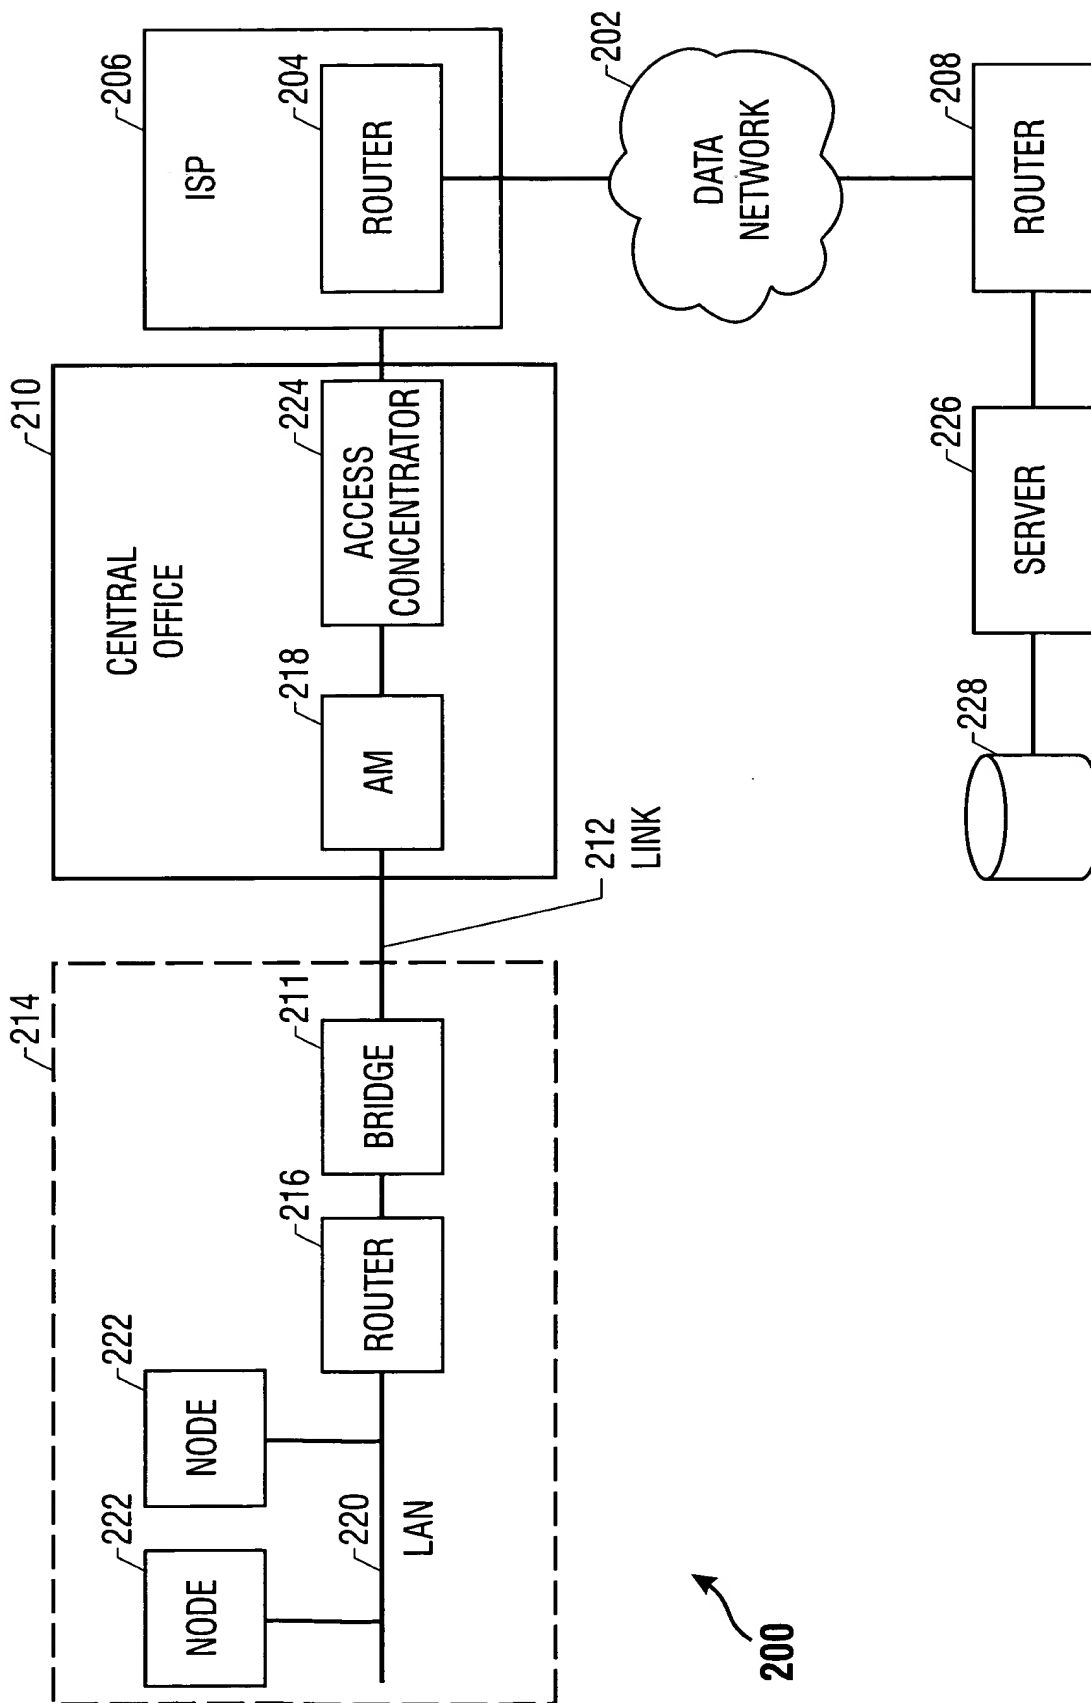 214
222
NODE
222
NODE
220
LAN
216
ROUTER
211
BRIDGE
212
LINK
210
CENTRAL
OFFICE
218
AM
224
ACCESS
CONCENTRATOR
206
ISP
204
ROUTER
202
DATA
NETWORK
228
226
SERVER
208
ROUTER
200